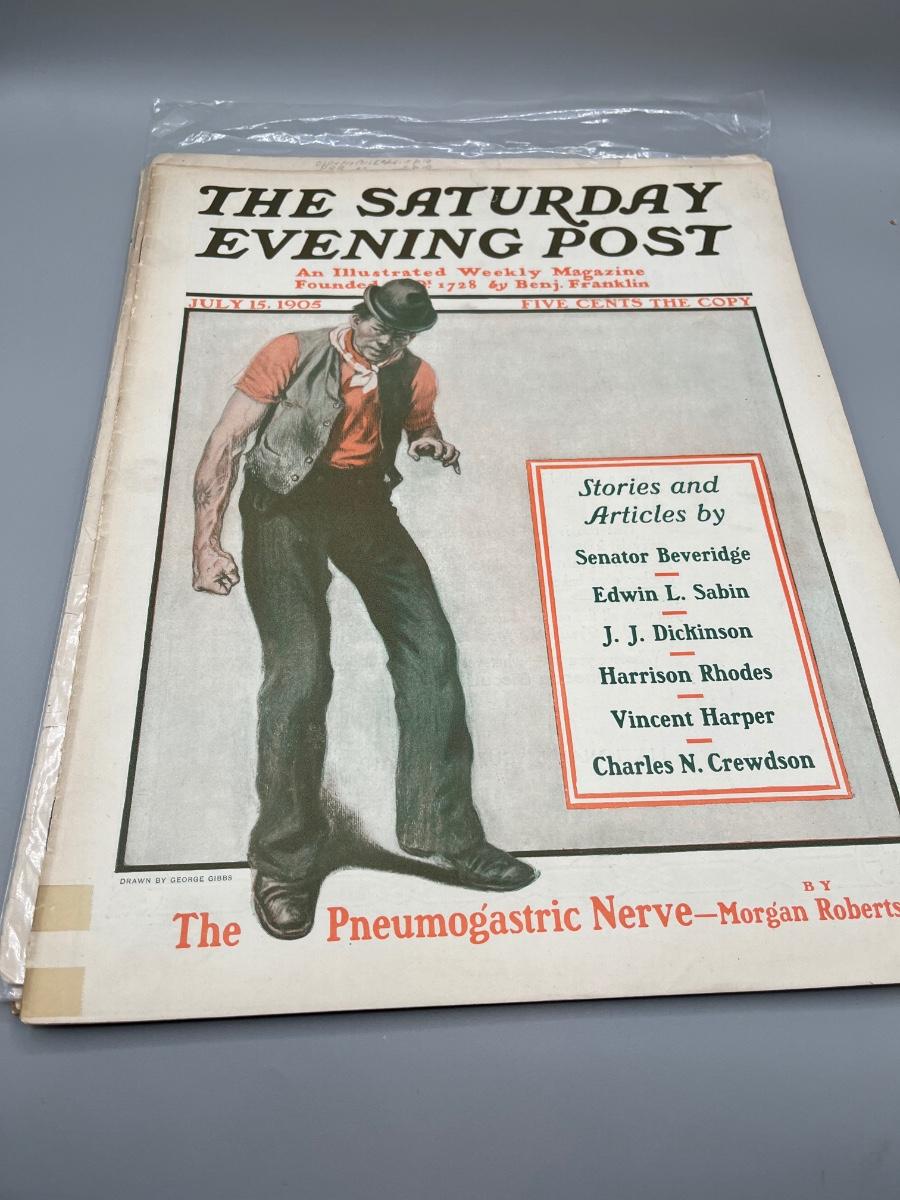 THE SATURDAY
EVENING POST
An Illustrated Weekly Magazine
Founded A. Dº. 1728 by Benj. Franklin
JULY 15, 1905
FIVE CENTS THE COPY
Stories and
Articles by
Senator Beveridge
Edwin L. Sabin
J. J. Dickinson
Harrison Rhodes
Vincent Harper
Charles N. Crewdson
DRAWN BY GEORGE GIBBS
The Pneumogastric Nerve—BY Morgan Roberts